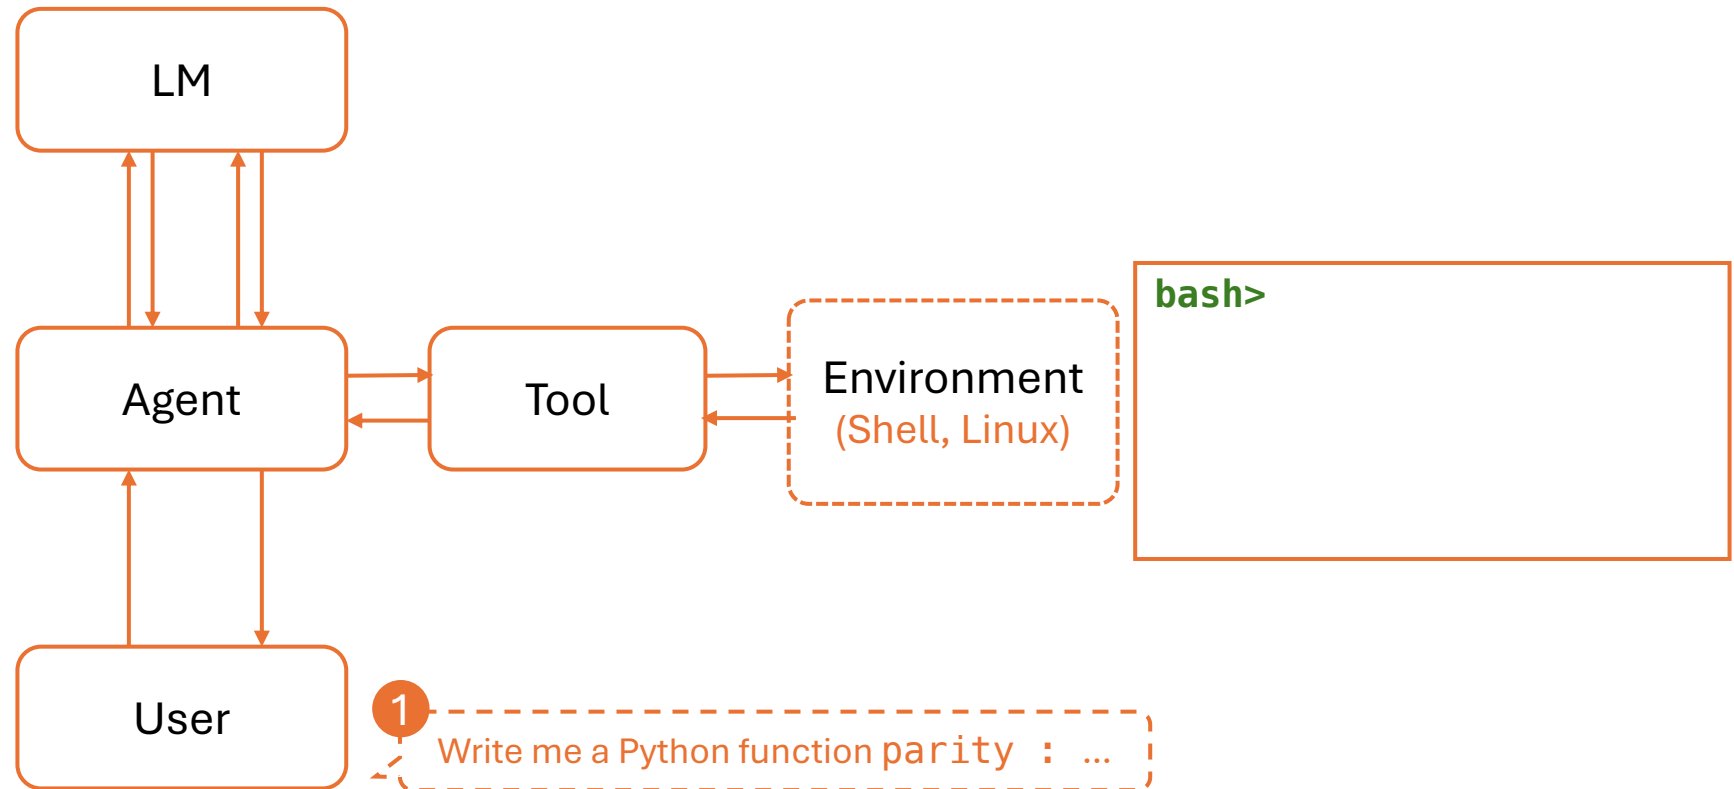 LM
Agent
Tool
Environment
(Shell, Linux)
bash>
User
1
Write me a Python function parity : ...